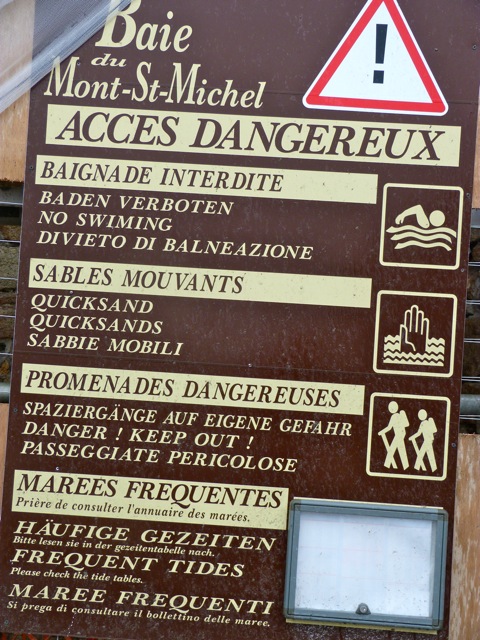 Baie
du
Mont-St-Michel
!
ACCES DANGEREUX
BAIGNADE INTERDITE
BADEN VERBOTEN
NO SWIMING
DIVIETO DI BALNEAZIONE
SABLES MOUVANTS
QUICKSAND
QUICKSANDS
SABBIE MOBILI
PROMENADES DANGEREUSES
SPAZIERGÄNGE AUF EIGENE GEFAHR
DANGER ! KEEP OUT !
PASSEGGIATE PERICOLOSE
MAREES FREQUENTES
Prière de consulter l'annuaire des marées.
HÄUFIGE GEZEITEN
Bitte lesen sie in der gezeitentabelle nach.
FREQUENT TIDES
Please check the tide tables.
MAREE FREQUENTI
Si prega di consultare il bollettino delle maree.